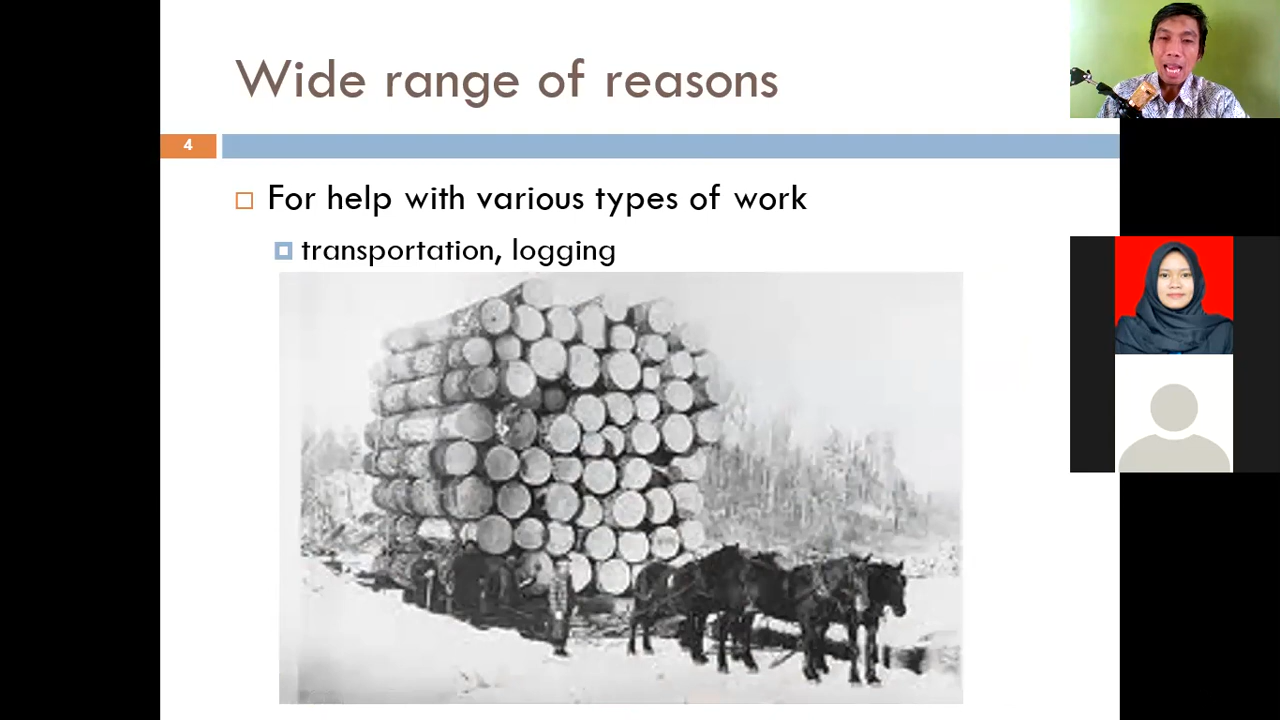 Wide range of reasons
4
For help with various types of work
transportation, logging